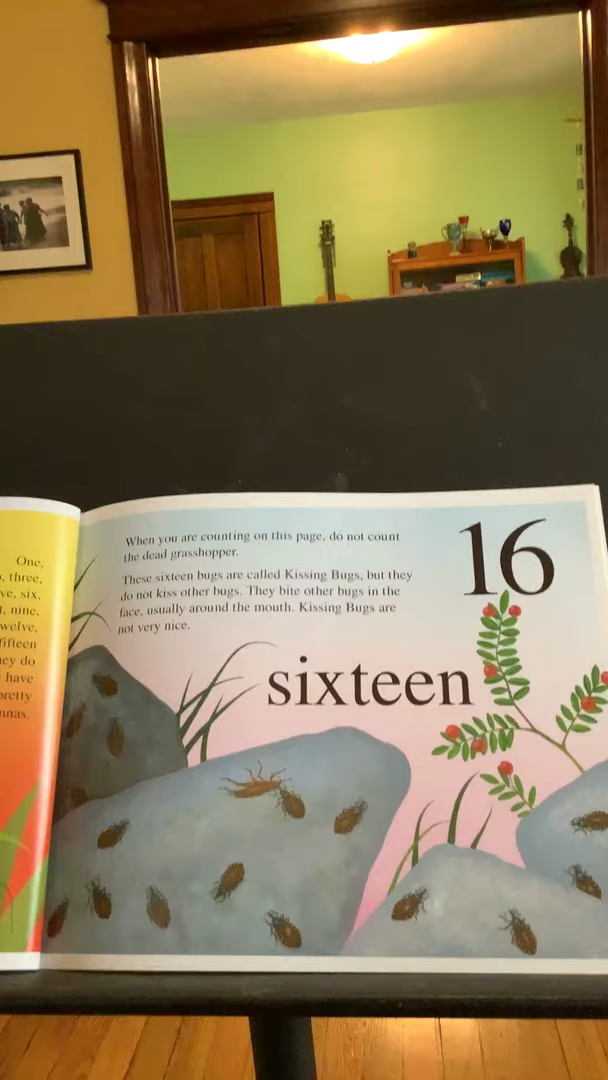 One,
, three,
ve, six,
t, nine,
welve,
fifteen
ey do
have
pretty
nnas.
When you are counting on this page, do not count
the dead grasshopper.
These sixteen bugs are called Kissing Bugs, but they
do not kiss other bugs. They bite other bugs in the
face, usually around the mouth. Kissing Bugs are
not very nice.
16
sixteen